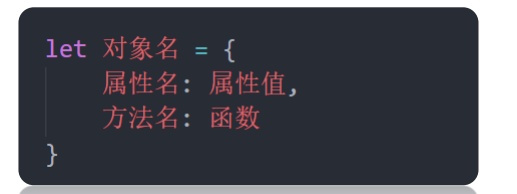 let 对象名 = {
    属性名: 属性值,
    方法名: 函数
}